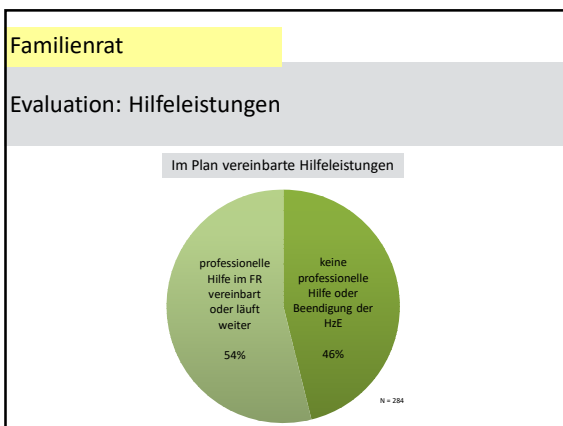 Familienrat
Evaluation: Hilfeleistungen
Im Plan vereinbarte Hilfeleistungen
professionelle
Hilfe im FR
vereinbart
oder läuft
weiter
54%
keine
professionelle
Hilfe oder
Beendigung der
HzE
46%
N = 284